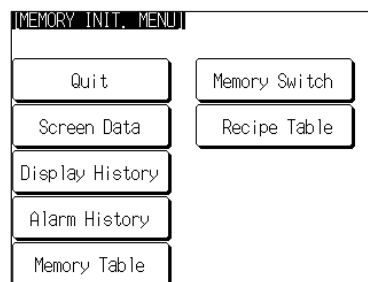 [MEMORY INIT. MENU]
Quit
Memory Switch
Screen Data
Recipe Table
Display History
Alarm History
Memory Table